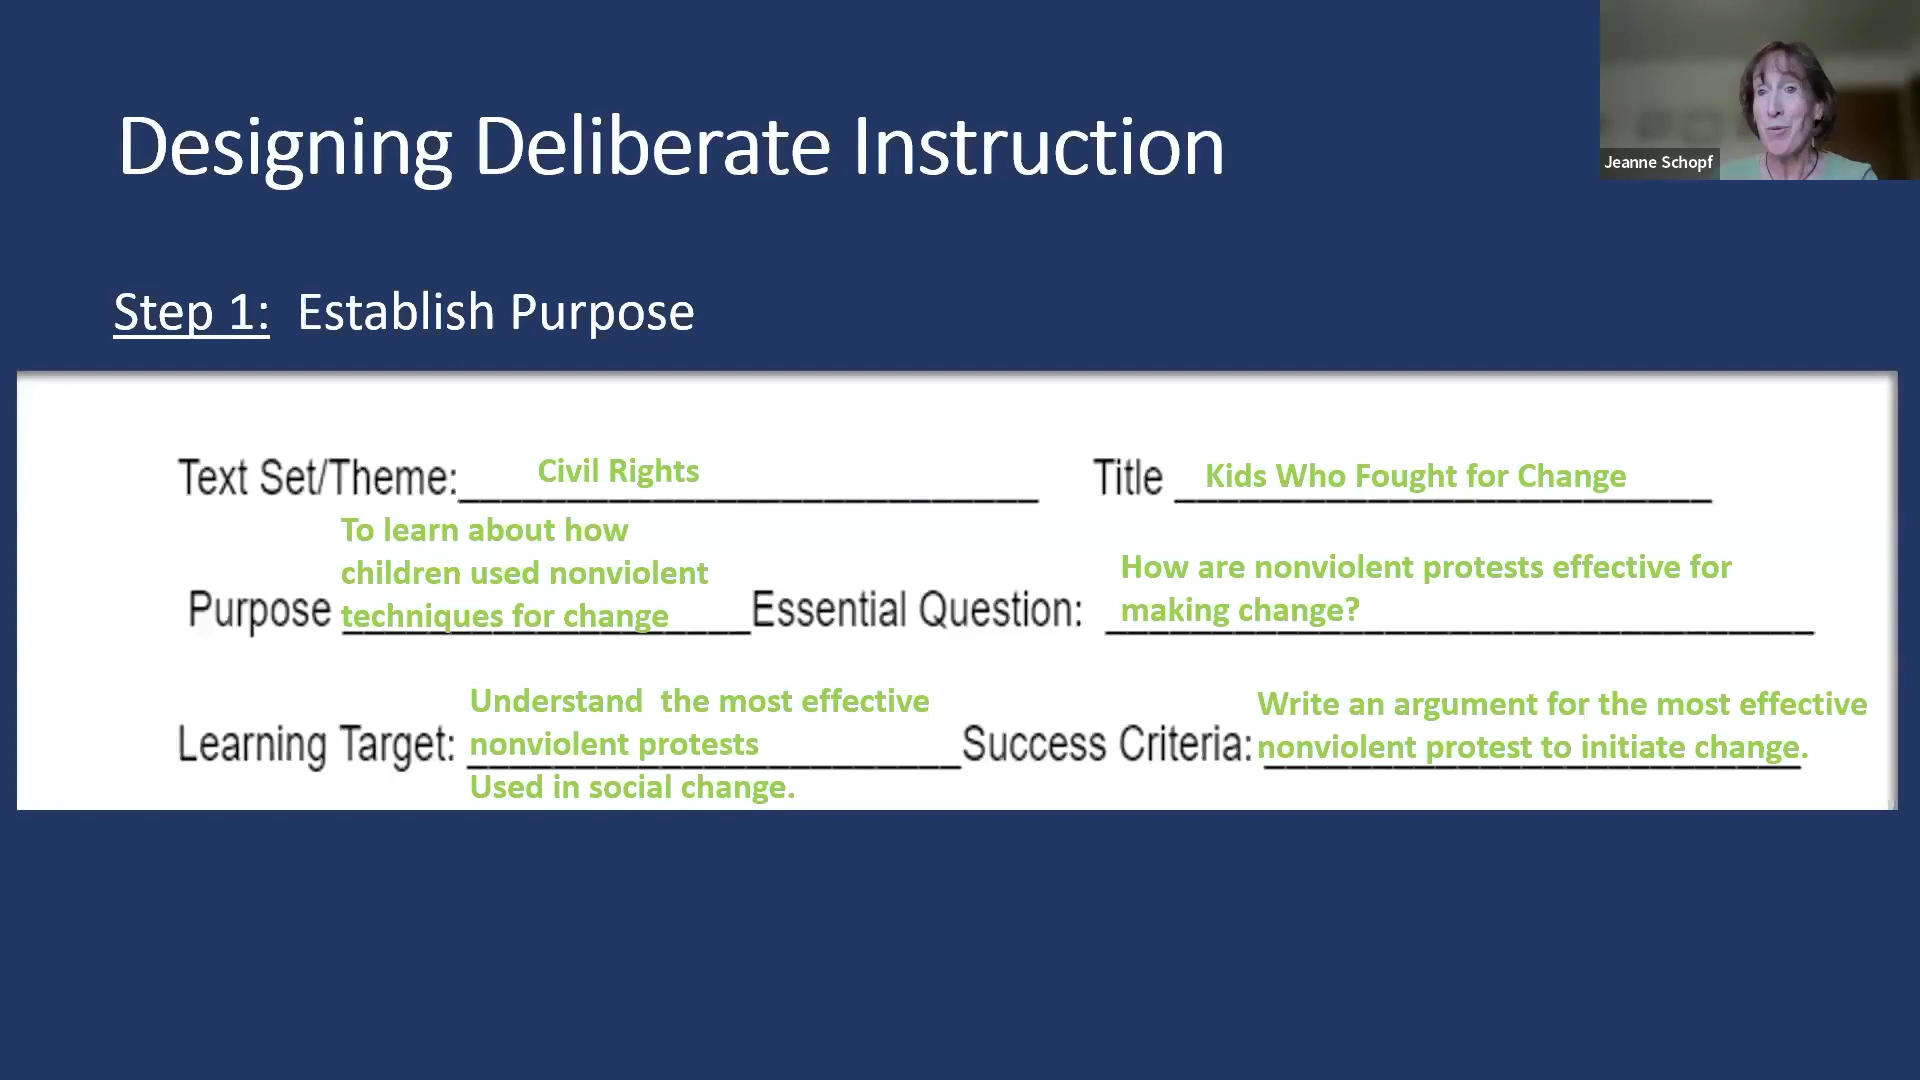 Designing Deliberate Instruction
Jeanne Schopf
Step 1: Establish Purpose
Text Set/Theme: Civil Rights
Title Kids Who Fought for Change
To learn about how
children used nonviolent
Purpose techniques for change
How are nonviolent protests effective for
Essential Question: making change?
Understand the most effective
Learning Target: nonviolent protests
Used in social change.
Write an argument for the most effective
Success Criteria: nonviolent protest to initiate change.